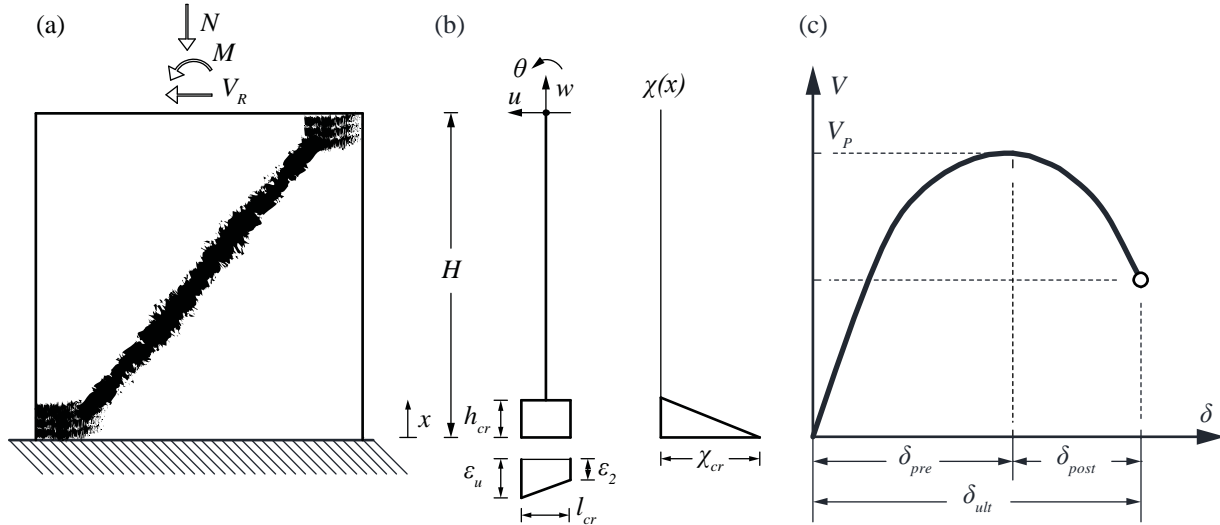 (a)
N
M
V_R
(b)
θ
u
w
H
x
h_cr
ε_u
ε_2
l_cr
χ(x)
χ_cr
(c)
V
V_P
δ
δ_pre
δ_post
δ_ult